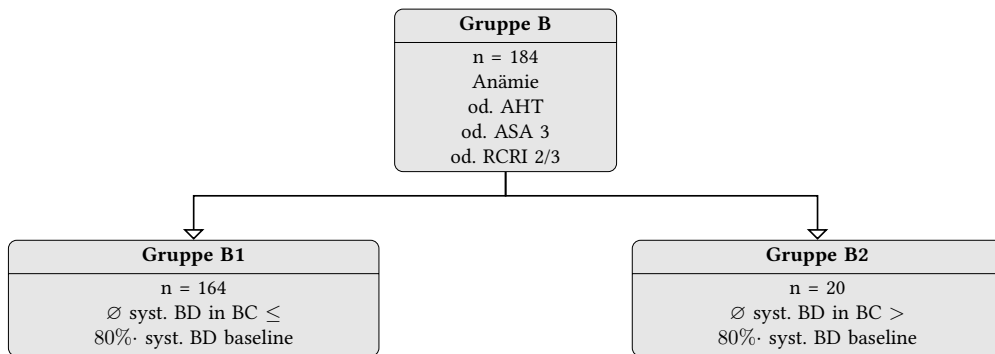 Gruppe B
n = 184
Anämie
od. AHT
od. ASA 3
od. RCRI 2/3
Gruppe B1
n = 164
∅ syst. BD in BC ≤
80%· syst. BD baseline
Gruppe B2
n = 20
∅ syst. BD in BC >
80%· syst. BD baseline